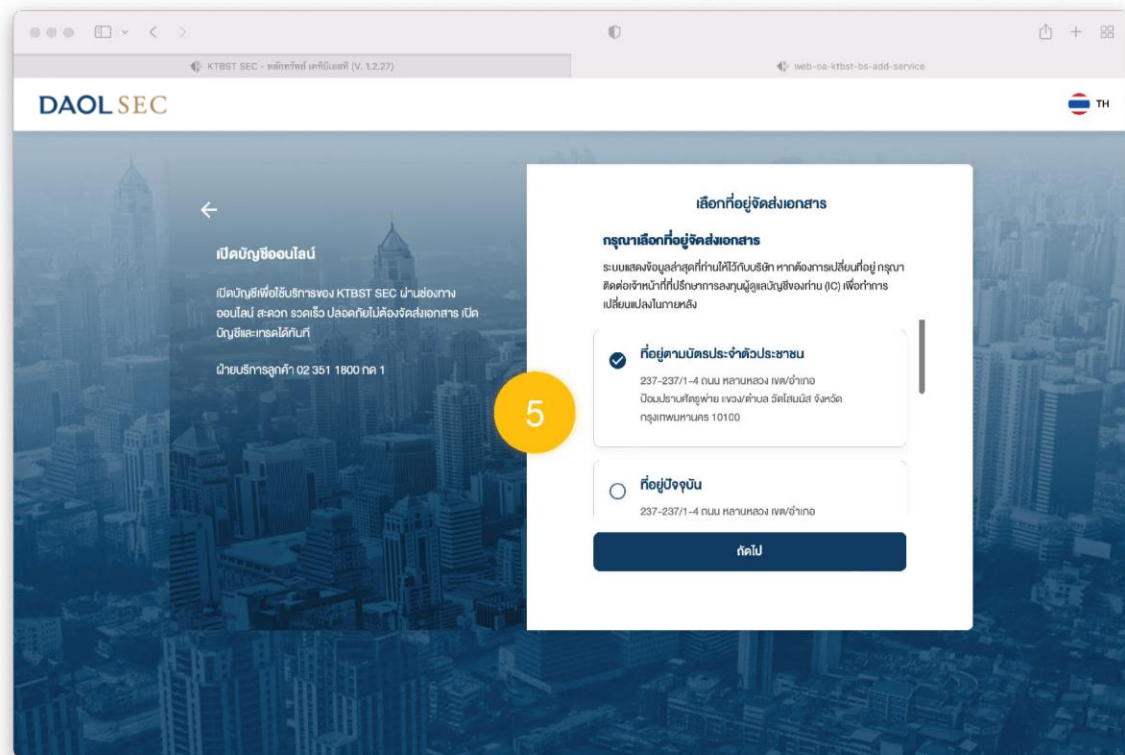 KTBST SEC - หลักทรัพย์ เคทีบีเอสที (V. 1.2.27)
web-oa-ktbst-bs-add-service
DAOL SEC
TH
เปิดบัญชีออนไลน์
เปิดบัญชีเพื่อใช้บริการของ KTBST SEC ผ่านช่องทาง
ออนไลน์ สะดวก รวดเร็ว ปลอดภัยไม่ต้องจัดส่งเอกสาร เปิด
บัญชีและเทรดได้ทันที
ฝ่ายบริการลูกค้า 02 351 1800 กด 1
5
เลือกที่อยู่จัดส่งเอกสาร
กรุณาเลือกที่อยู่จัดส่งเอกสาร
ระบบแสดงข้อมูลล่าสุดที่ท่านให้ไว้กับบริษัท หากต้องการเปลี่ยนที่อยู่ กรุณา
ติดต่อเจ้าหน้าที่ที่ปรึกษาการลงทุนผู้ดูแลบัญชีของท่าน (IC) เพื่อทำการ
เปลี่ยนแปลงในภายหลัง
ที่อยู่ตามบัตรประจำตัวประชาชน
237-237/1-4 ถนน หลานหลวง เขต/อำเภอ
ป้อมปราบศัตรูพ่าย แขวง/ตำบล วัดโสมนัส จังหวัด
กรุงเทพมหานคร 10100
ที่อยู่ปัจจุบัน
237-237/1-4 ถนน หลานหลวง เขต/อำเภอ
ถัดไป